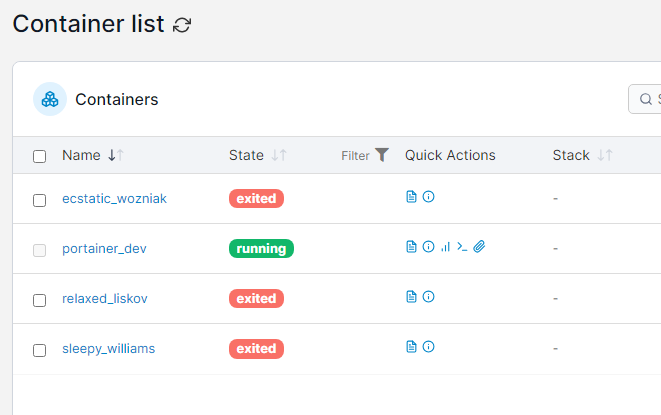 Container list
Containers
Name State Filter Quick Actions Stack
ecstatic_wozniak exited -
portainer_dev running -
relaxed_liskov exited -
sleepy_williams exited -